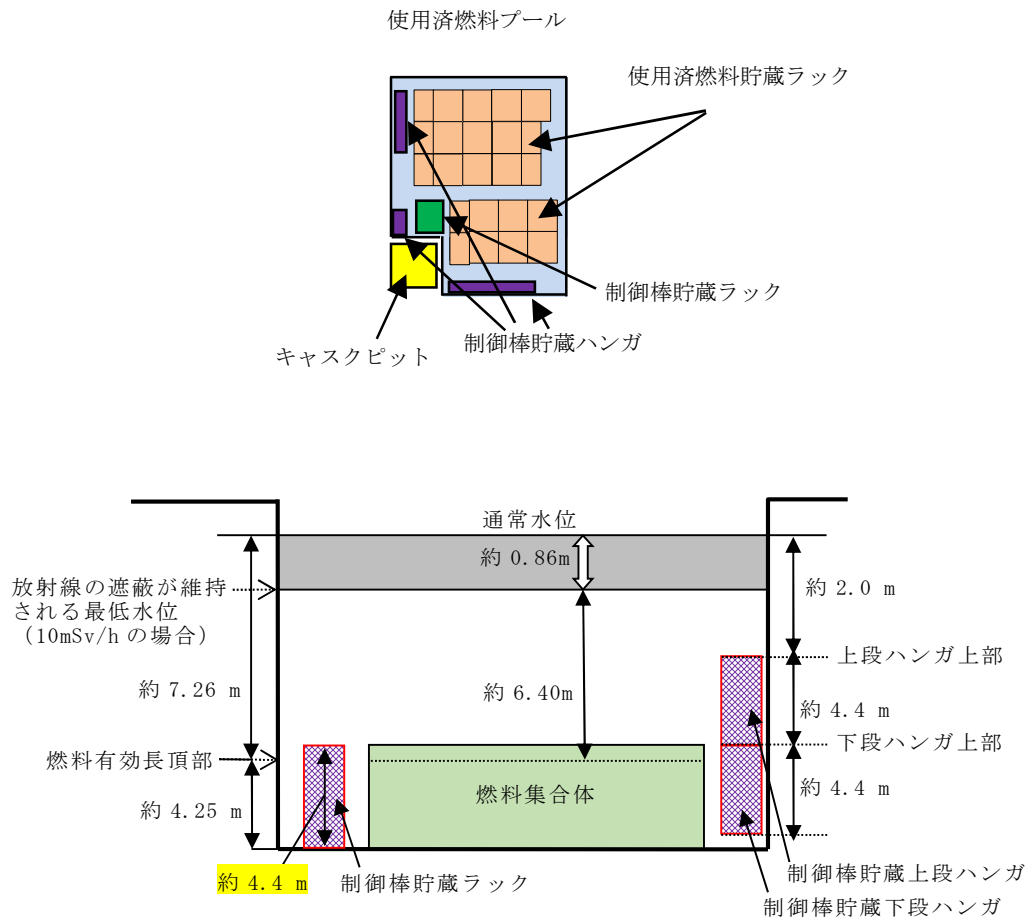 使用済燃料プール
使用済燃料貯蔵ラック
制御棒貯蔵ラック
制御棒貯蔵ハンガ
キャスクピット
通常水位
約 0.86m
放射線の遮蔽が維持
される最低水位
（10mSv/h の場合）
約 2.0 m
上段ハンガ上部
約 7.26 m
約 6.40m
約 4.4 m
下段ハンガ上部
燃料有効長頂部
燃料集合体
約 4.4 m
約 4.25 m
約 4.4 m
制御棒貯蔵ラック
制御棒貯蔵上段ハンガ
制御棒貯蔵下段ハンガ